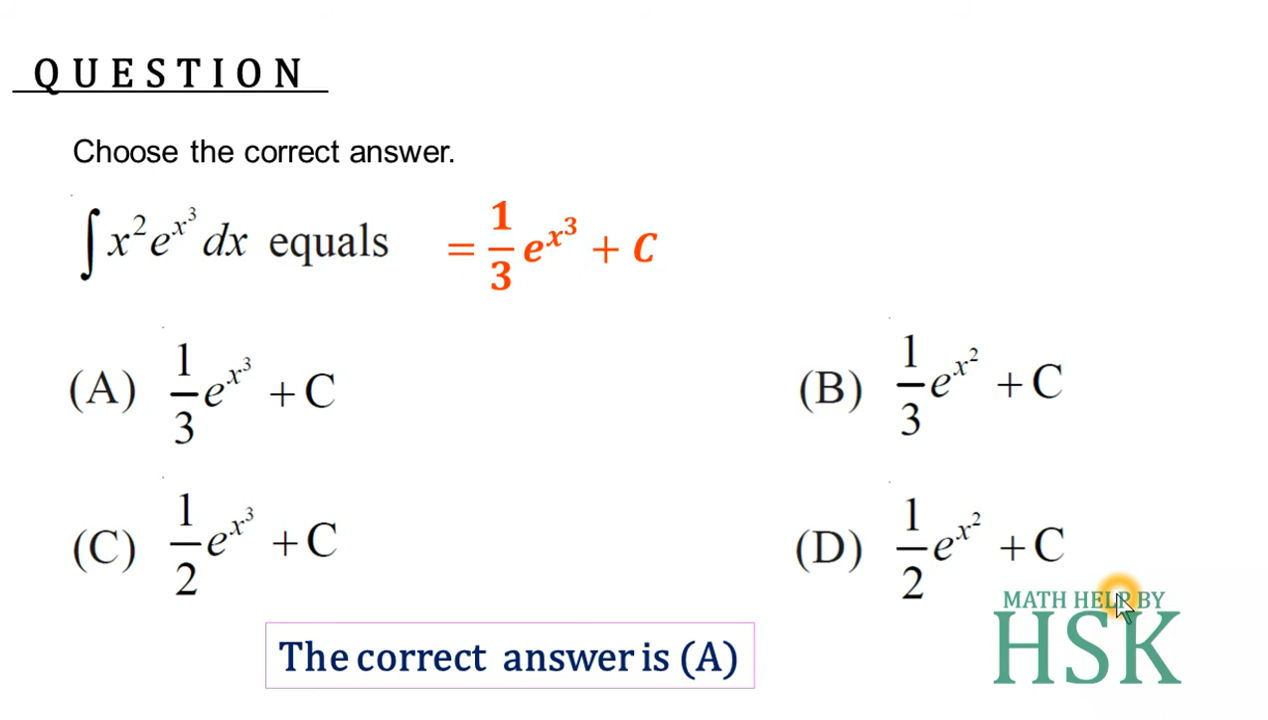 QUESTION
Choose the correct answer.
∫ x² e^{x³} dx equals = 1/3 e^{x³} + C
(A) 1/3 e^{x³} + C (B) 1/3 e^{x²} + C
(C) 1/2 e^{x³} + C (D) 1/2 e^{x²} + C
MATH HELP BY
HSK
The correct answer is (A)